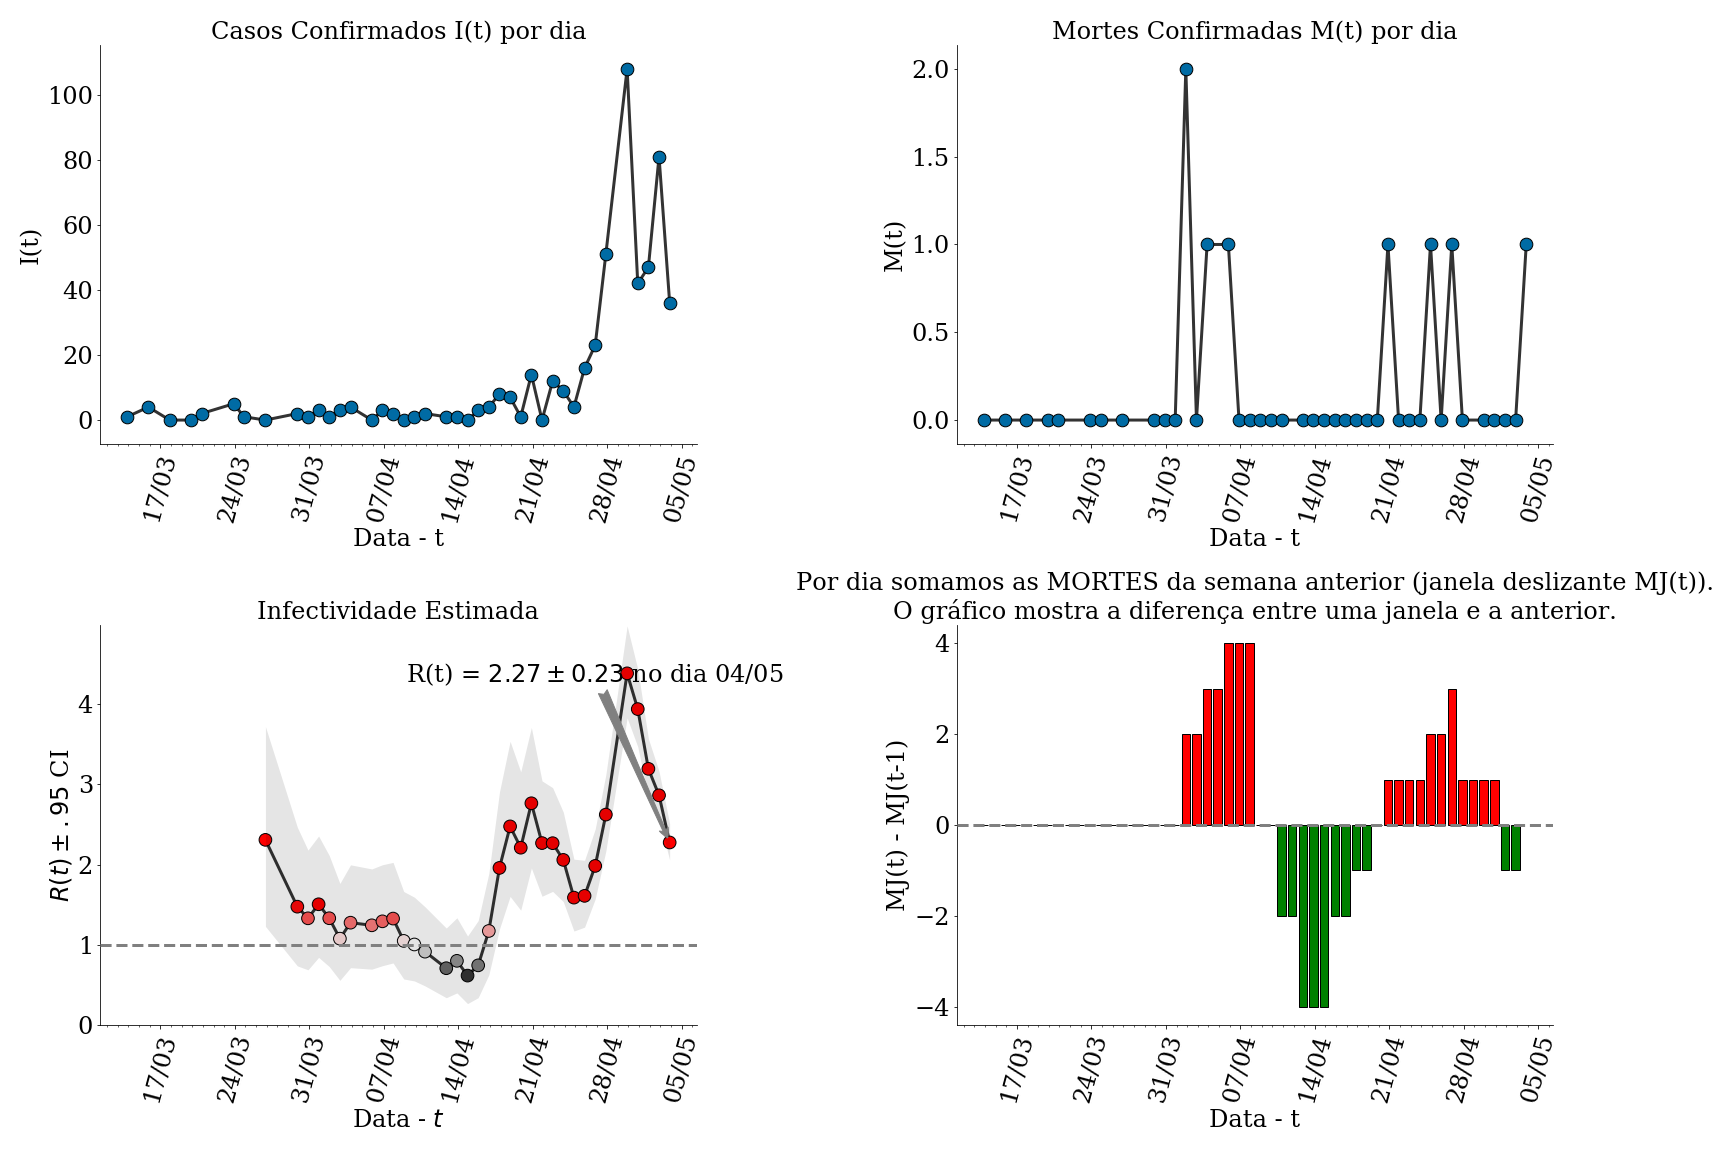 Casos Confirmados I(t) por dia
I(t)
100
80
60
40
20
0
17/03 24/03 31/03 07/04 14/04 21/04 28/04 05/05
Data - t
Mortes Confirmadas M(t) por dia
M(t)
2.0
1.5
1.0
0.5
0.0
17/03 24/03 31/03 07/04 14/04 21/04 28/04 05/05
Data - t
Infectividade Estimada
R(t) = 2.27 ± 0.23 no dia 04/05
R(t) ± .95 CI
4
3
2
1
0
17/03 24/03 31/03 07/04 14/04 21/04 28/04 05/05
Data - t
Por dia somamos as MORTES da semana anterior (janela deslizante MJ(t)).
O gráfico mostra a diferença entre uma janela e a anterior.
MJ(t) - MJ(t-1)
4
2
0
−2
−4
17/03 24/03 31/03 07/04 14/04 21/04 28/04 05/05
Data - t